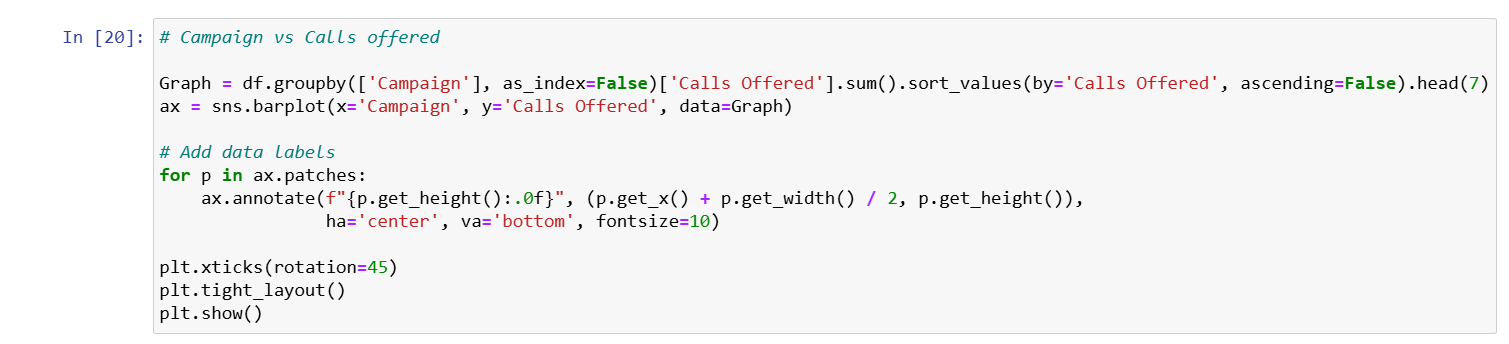 In [20]: # Campaign vs Calls offered
Graph = df.groupby(['Campaign'], as_index=False)['Calls Offered'].sum().sort_values(by='Calls Offered', ascending=False).head(7)
ax = sns.barplot(x='Campaign', y='Calls Offered', data=Graph)
# Add data labels
for p in ax.patches:
    ax.annotate(f"{p.get_height():.0f}", (p.get_x() + p.get_width() / 2, p.get_height()),
                ha='center', va='bottom', fontsize=10)
plt.xticks(rotation=45)
plt.tight_layout()
plt.show()